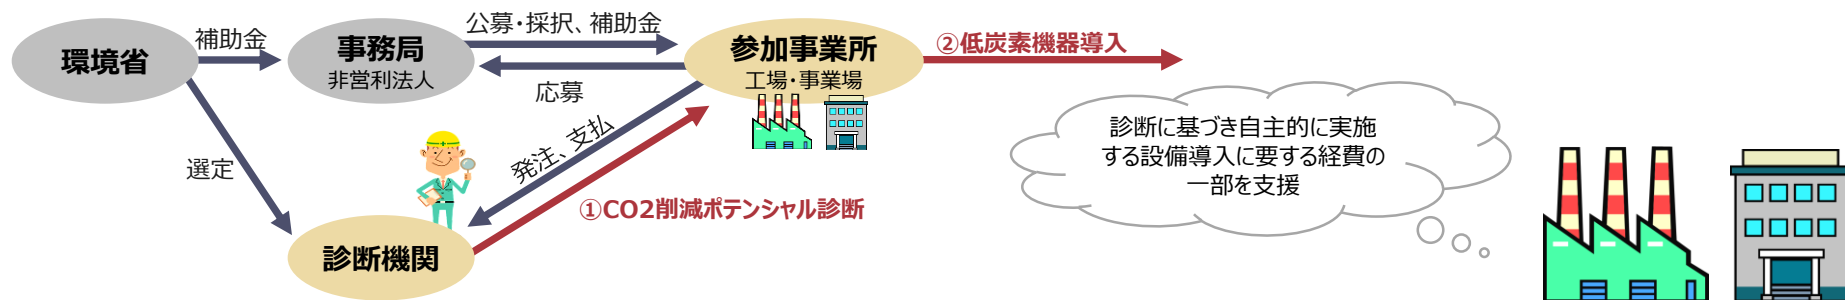 環境省
補助金
事務局
非営利法人
公募・採択、補助金
応募
参加事業所
工場・事業場
②低炭素機器導入
選定
発注、支払
①CO2削減ポテンシャル診断
診断機関
診断に基づき自主的に実施
する設備導入に要する経費の
一部を支援